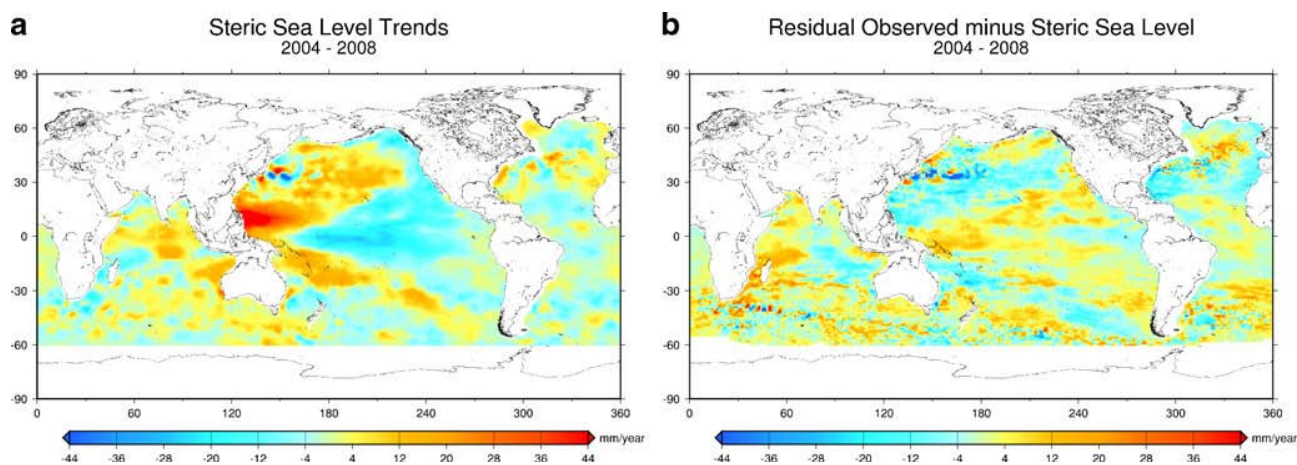 a
Steric Sea Level Trends
2004 - 2008
90
60
30
0
-30
-60
-90
0 60 120 180 240 300 360
mm/year
-44 -36 -28 -20 -12 -4 4 12 20 28 36 44
b
Residual Observed minus Steric Sea Level
2004 - 2008
90
60
30
0
-30
-60
-90
0 60 120 180 240 300 360
mm/year
-44 -36 -28 -20 -12 -4 4 12 20 28 36 44